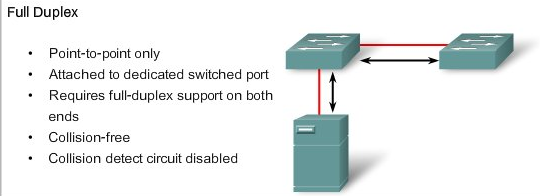 Full Duplex
• Point-to-point only
• Attached to dedicated switched port
• Requires full-duplex support on both
ends
• Collision-free
• Collision detect circuit disabled